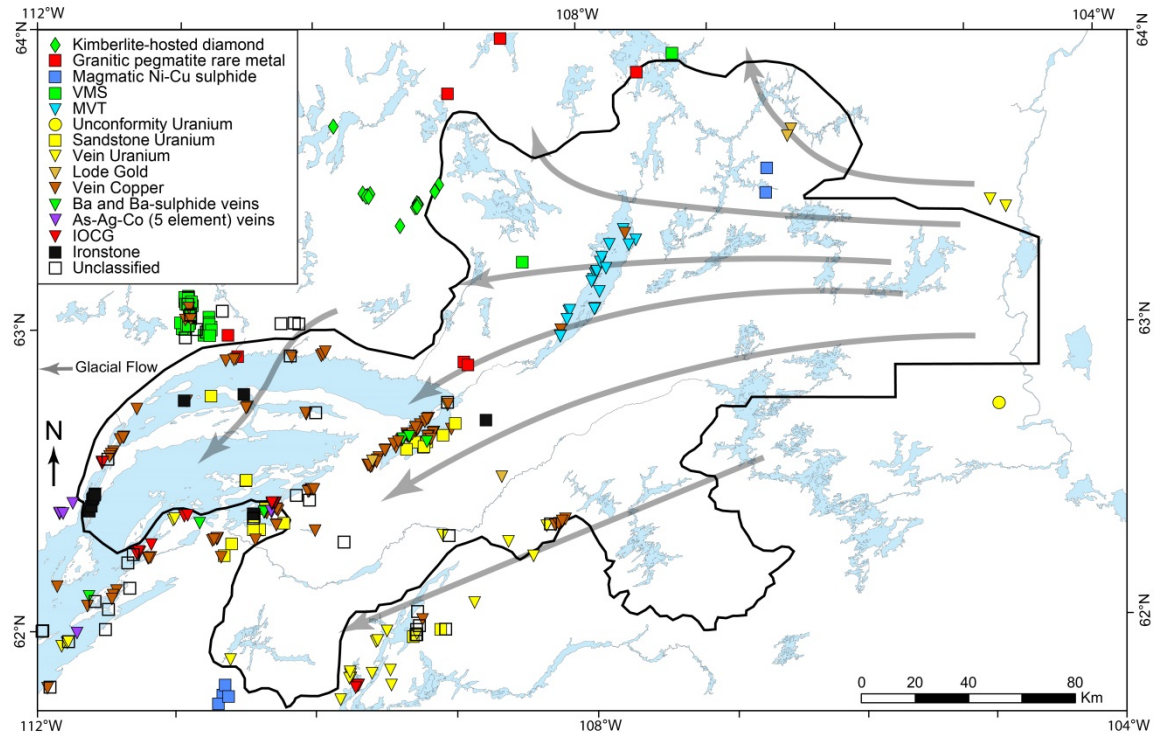 112°W
108°W
104°W
64°N
64°N
Kimberlite-hosted diamond
Granitic pegmatite rare metal
Magmatic Ni-Cu sulphide
VMS
MVT
Unconformity Uranium
Sandstone Uranium
Vein Uranium
Lode Gold
Vein Copper
Ba and Ba-sulphide veins
As-Ag-Co (5 element) veins
IOCG
Ironstone
Unclassified
63°N
63°N
Glacial Flow
N
62°N
62°N
0 20 40 60 80
Km
112°W
108°W
104°W